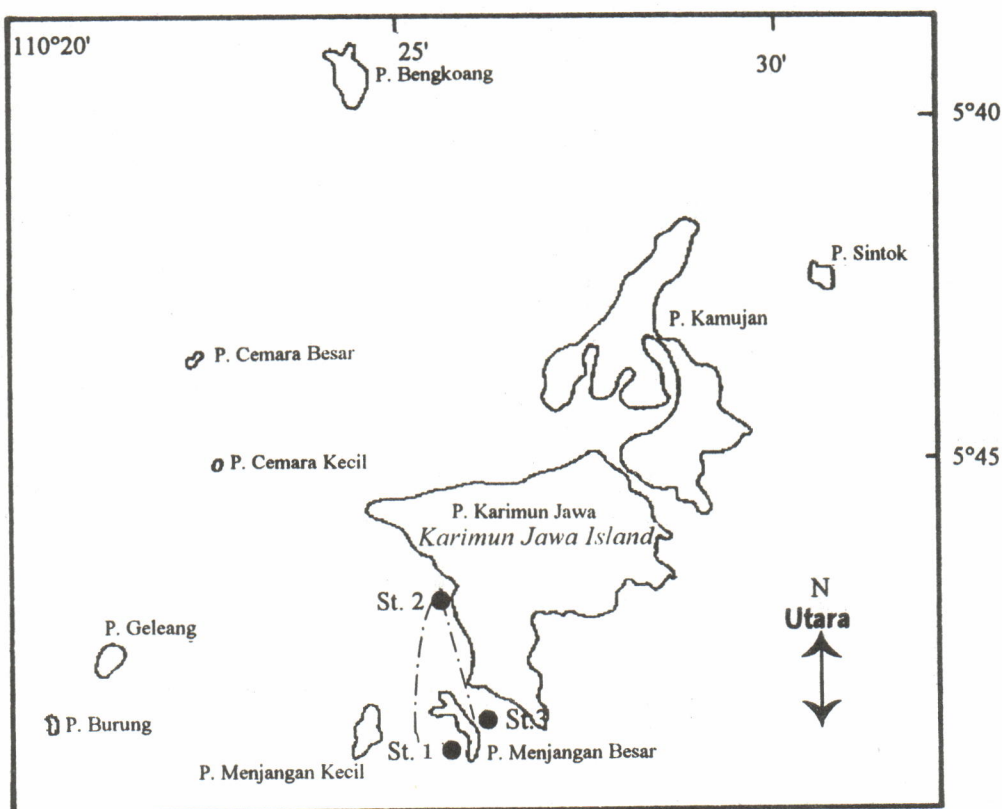 110°20'
25'
30'
P. Bengkoang
5°40
P. Sintok
P. Kamujan
P. Cemara Besar
5°45
P. Cemara Kecil
P. Karimun Jawa
Karimun Jawa Island
N
Utara
St. 2
P. Geleang
St.3
P. Burung
St. 1
P. Menjangan Besar
P. Menjangan Kecil